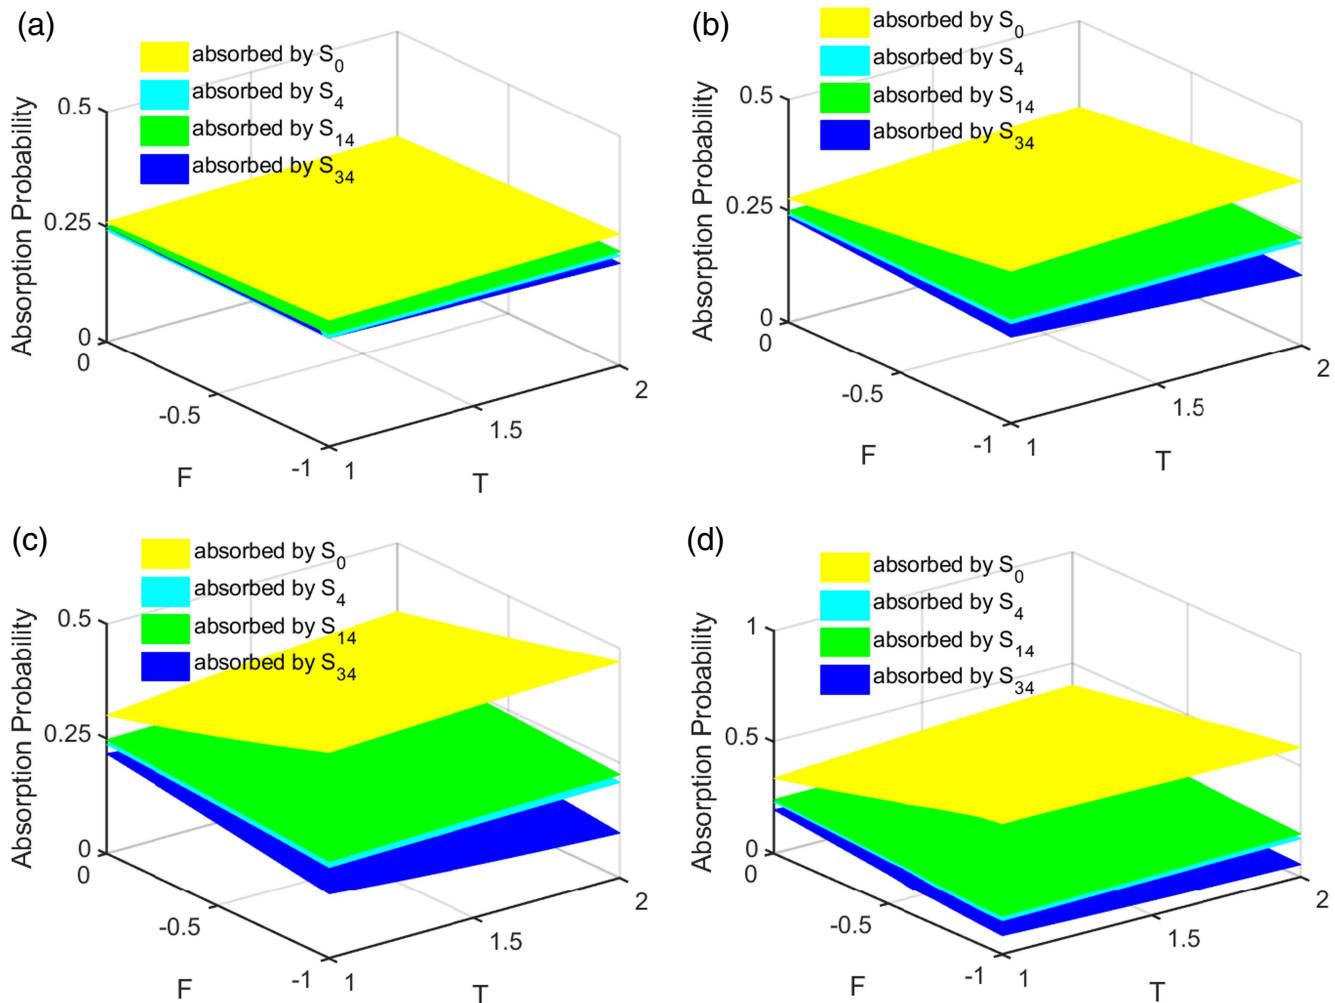 (a)
absorbed by S0
absorbed by S4
absorbed by S14
absorbed by S34
Absorption Probability
0.5
0.25
0
0
-0.5
-1
F
1
1.5
2
T
(b)
absorbed by S0
absorbed by S4
absorbed by S14
absorbed by S34
Absorption Probability
0.5
0.25
0
0
-0.5
-1
F
1
1.5
2
T
(c)
absorbed by S0
absorbed by S4
absorbed by S14
absorbed by S34
Absorption Probability
0.5
0.25
0
0
-0.5
-1
F
1
1.5
2
T
(d)
absorbed by S0
absorbed by S4
absorbed by S14
absorbed by S34
Absorption Probability
1
0.5
0
0
-0.5
-1
F
1
1.5
2
T